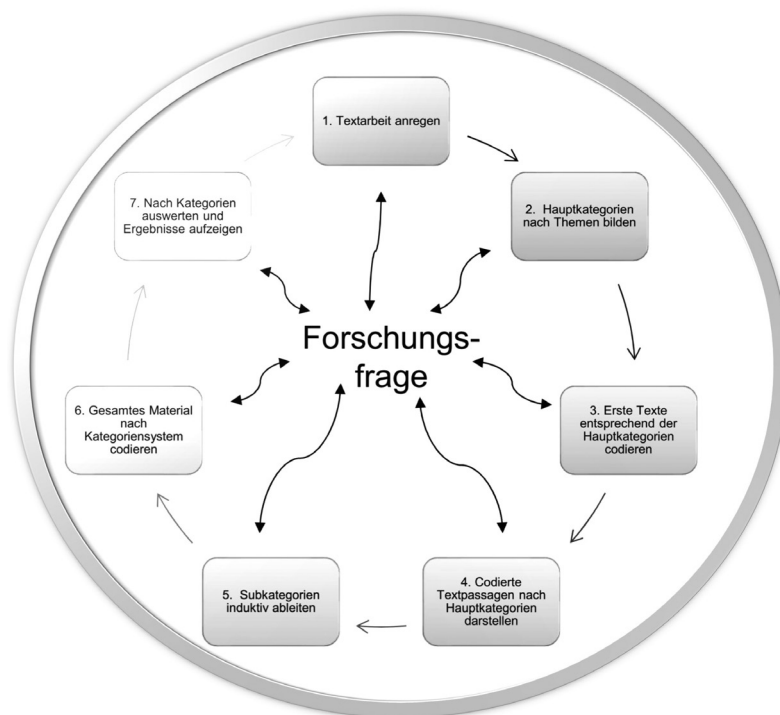 1. Textarbeit anregen
2. Hauptkategorien
nach Themen bilden
3. Erste Texte
entsprechend der
Hauptkategorien
codieren
4. Codierte
Textpassagen nach
Hauptkategorien
darstellen
5. Subkategorien
induktiv ableiten
6. Gesamtes Material
nach
Kategoriensystem
codieren
7. Nach Kategorien
auswerten und
Ergebnisse aufzeigen
Forschungs-
frage